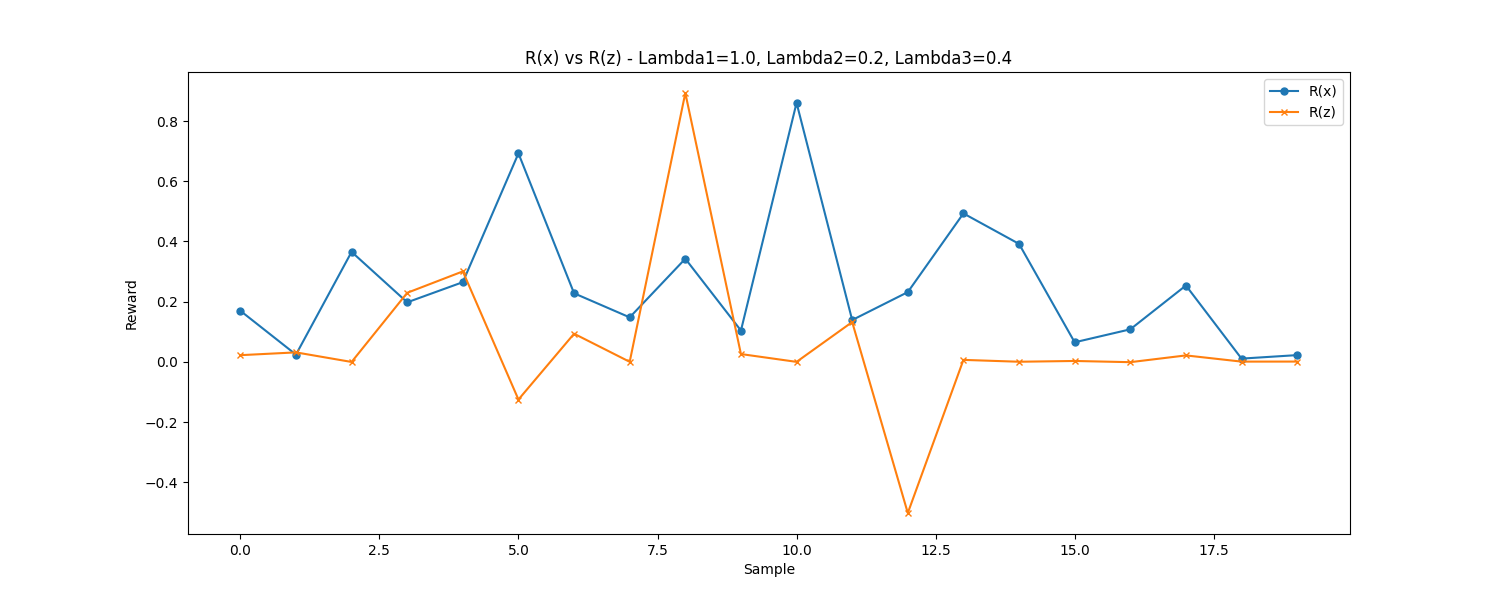 R(x) vs R(z) - Lambda1=1.0, Lambda2=0.2, Lambda3=0.4
R(x)
R(z)
0.8
0.6
0.4
0.2
0.0
−0.2
−0.4
Reward
0.0 2.5 5.0 7.5 10.0 12.5 15.0 17.5
Sample